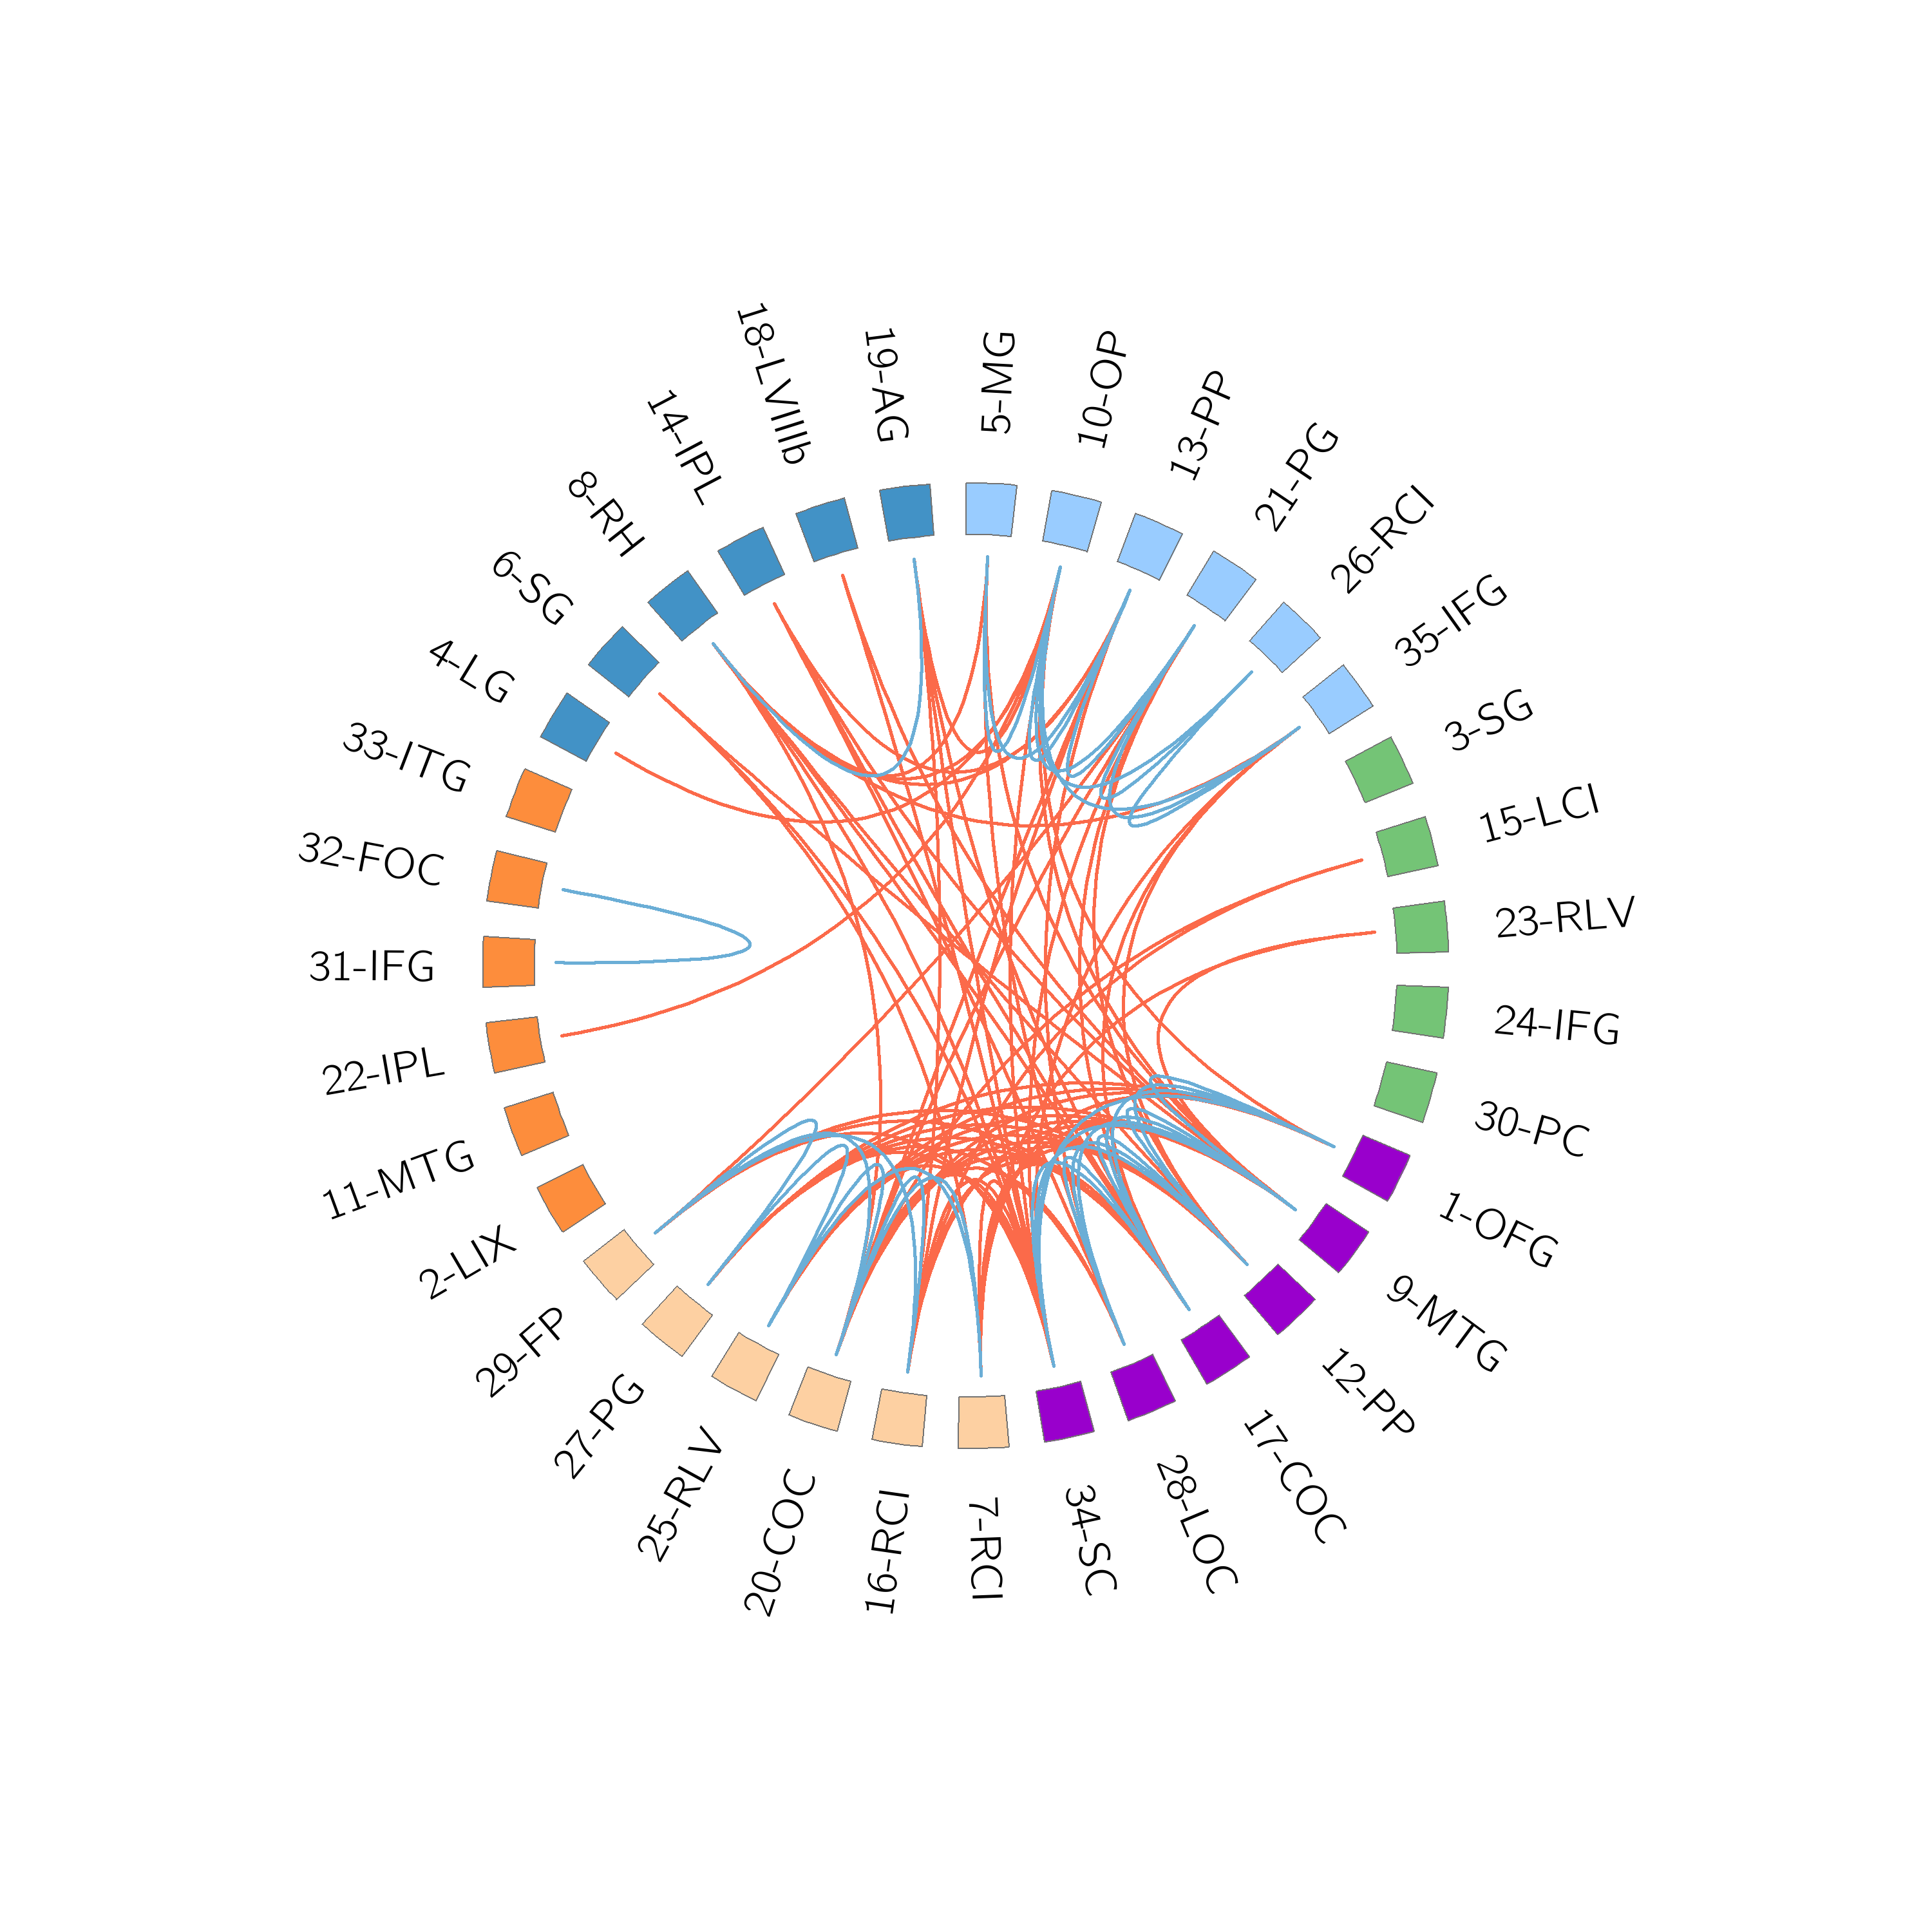 5-MG
10-OP
13-PP
21-PG
26-RCI
35-IFG
3-SG
15-LCI
23-RLV
24-IFG
30-PC
1-OFG
9-MTG
12-PP
17-COC
28-LOC
34-SC
7-RCI
16-RCI
20-COC
25-RLV
27-PG
29-FP
2-LIX
11-MTG
22-IPL
31-IFG
32-FOC
33-ITG
4-LG
6-SG
8-RH
14-IPL
18-LVIIIb
19-AG